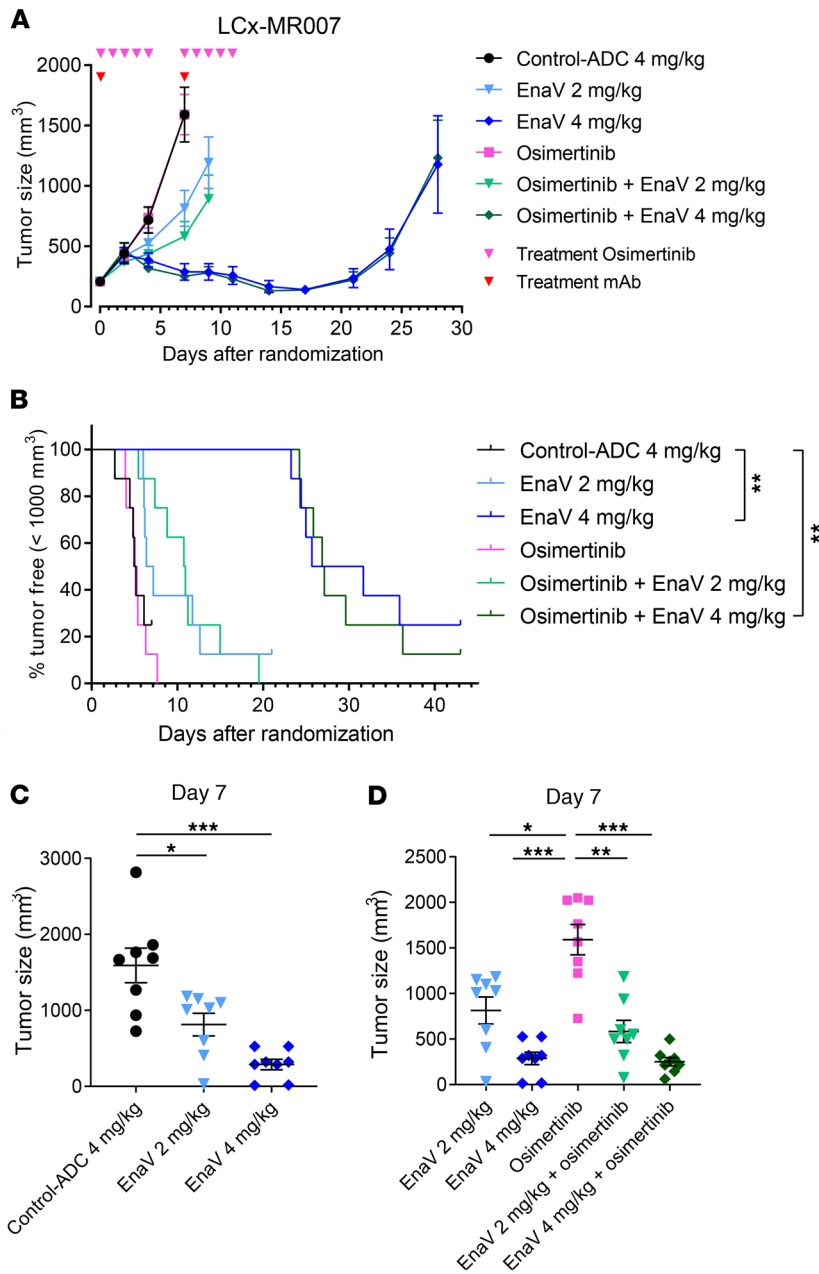 A
LCx-MR007
Tumor size (mm³)
2000
1500
1000
500
0
0 5 10 15 20 25 30
Days after randomization
Control-ADC 4 mg/kg
EnaV 2 mg/kg
EnaV 4 mg/kg
Osimertinib
Osimertinib + EnaV 2 mg/kg
Osimertinib + EnaV 4 mg/kg
Treatment Osimertinib
Treatment mAb
B
% tumor free (< 1000 mm³)
100
80
60
40
20
0
0 10 20 30 40
Days after randomization
Control-ADC 4 mg/kg
EnaV 2 mg/kg
EnaV 4 mg/kg
Osimertinib
Osimertinib + EnaV 2 mg/kg
Osimertinib + EnaV 4 mg/kg
**
**
C
Day 7
***
*
Tumor size (mm³)
3000
2000
1000
0
Control-ADC 4 mg/kg
EnaV 2 mg/kg
EnaV 4 mg/kg
D
Day 7
* ***
*** **
Tumor size (mm³)
2500
2000
1500
1000
500
0
EnaV 2 mg/kg
EnaV 4 mg/kg
Osimertinib
EnaV 2 mg/kg + osimertinib
EnaV 4 mg/kg + osimertinib